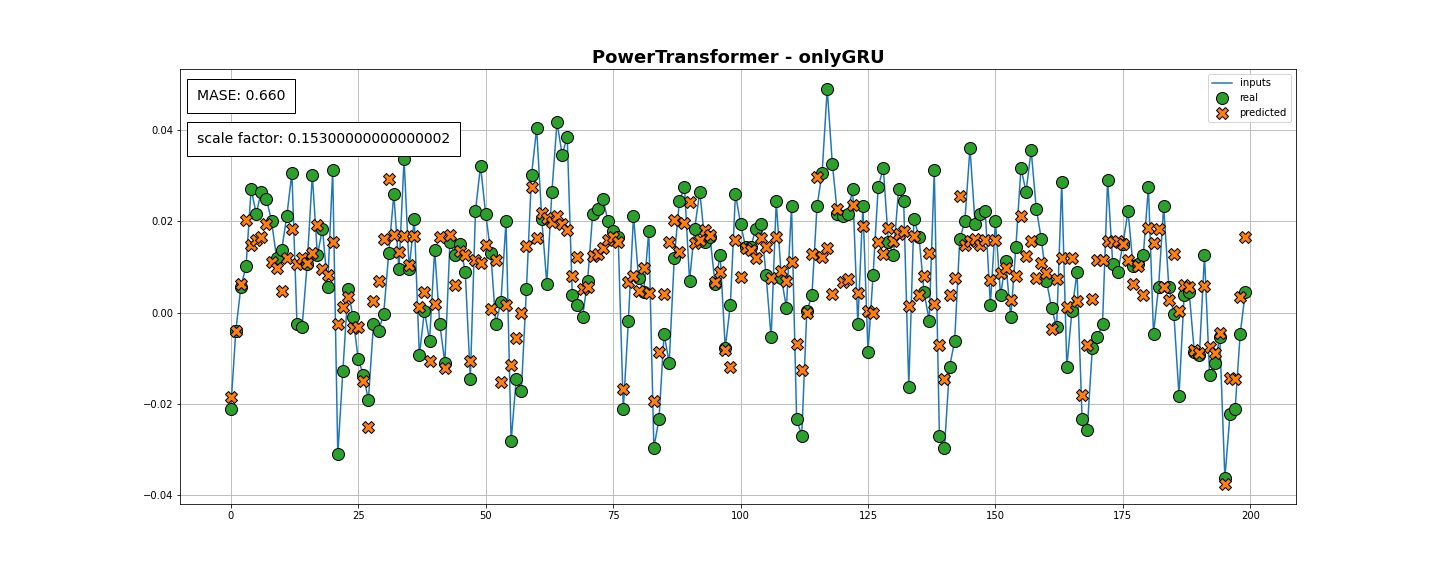 PowerTransformer - onlyGRU
MASE: 0.660
scale factor: 0.15300000000000002
inputs
real
predicted
0.04
0.02
0.00
−0.02
−0.04
0
25
50
75
100
125
150
175
200